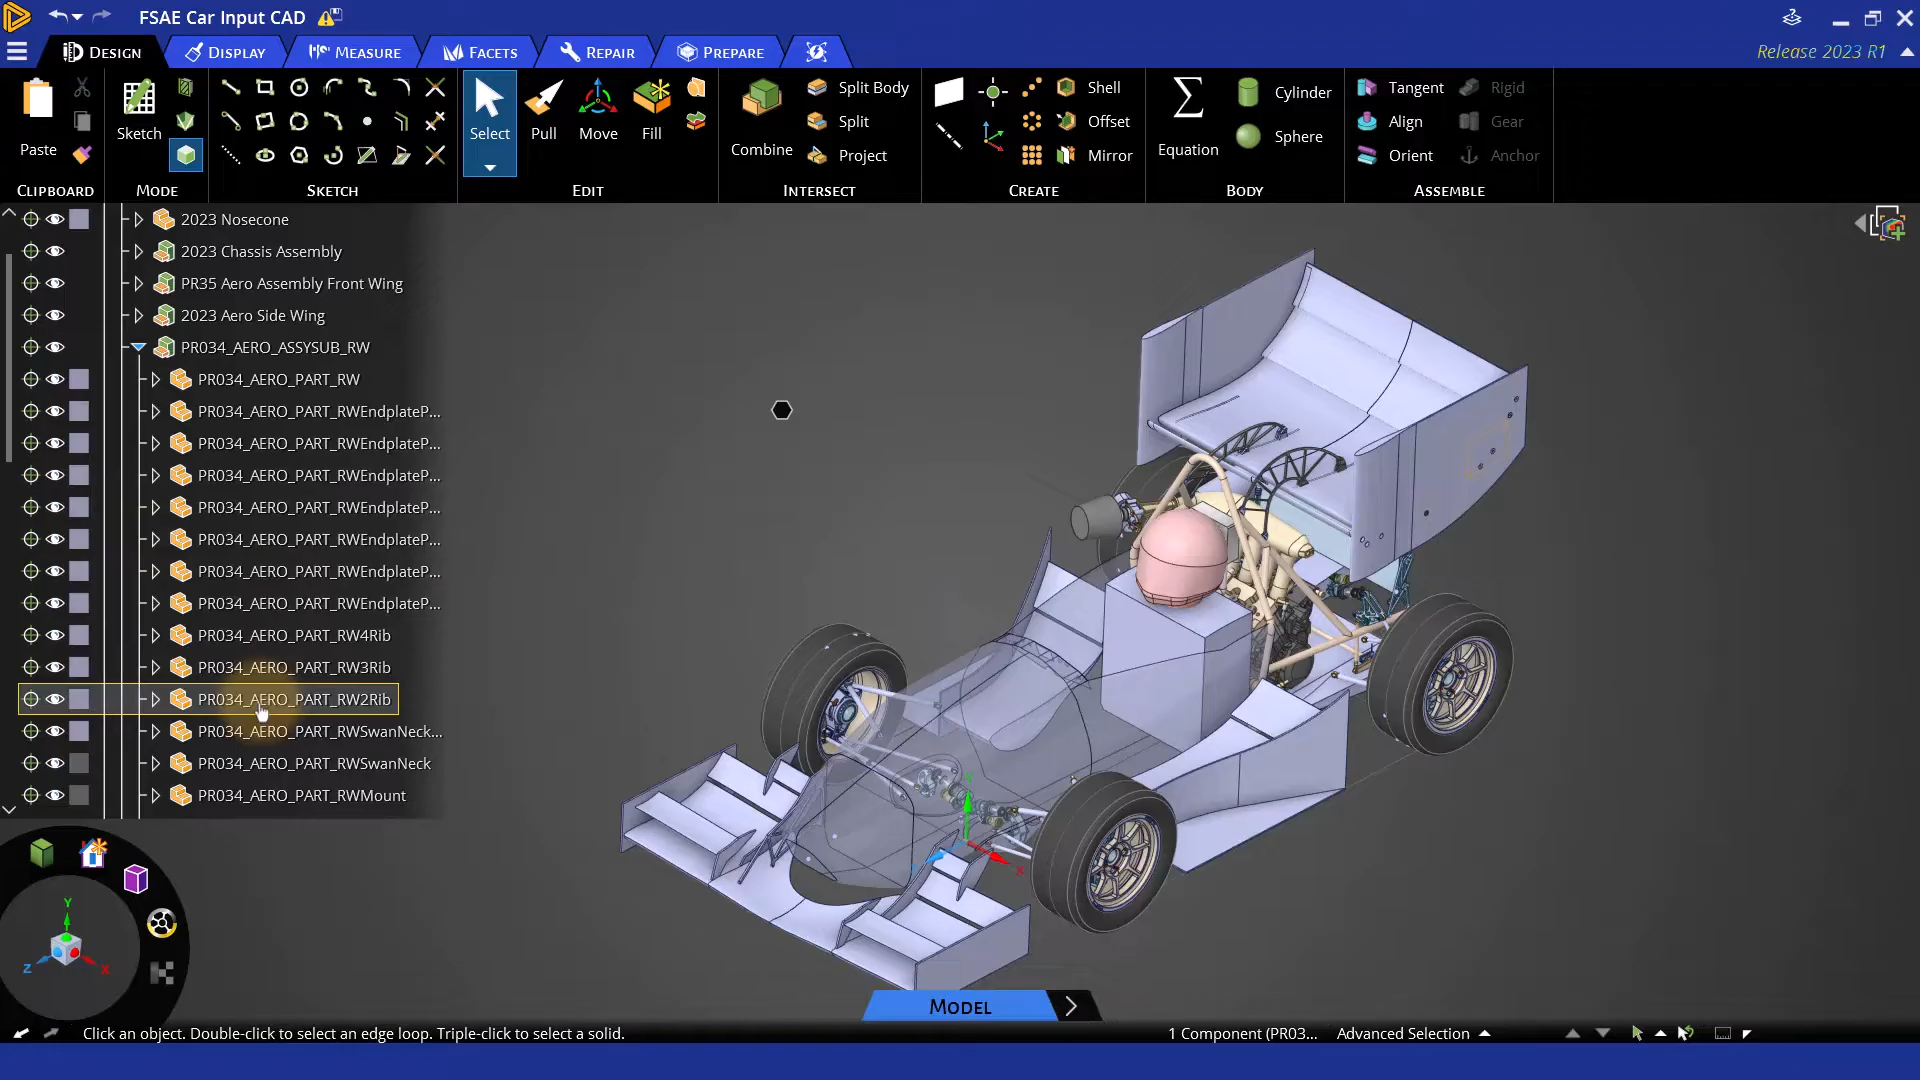 FSAE Car Input CAD
DESIGN
DISPLAY
MEASURE
FACETS
REPAIR
PREPARE
Release 2023 R1
Paste
Sketch
Select
Pull
Move
Fill
Combine
Split Body
Split
Project
Shell
Offset
Mirror
Equation
Cylinder
Sphere
Tangent
Align
Orient
Rigid
Gear
Anchor
CLIPBOARD
MODE
SKETCH
EDIT
INTERSECT
CREATE
BODY
ASSEMBLE
2023 Nosecone
2023 Chassis Assembly
PR35 Aero Assembly Front Wing
2023 Aero Side Wing
PR034_AERO_ASSYSUB_RW
PR034_AERO_PART_RW
PR034_AERO_PART_RWEndplateP...
PR034_AERO_PART_RWEndplateP...
PR034_AERO_PART_RWEndplateP...
PR034_AERO_PART_RWEndplateP...
PR034_AERO_PART_RWEndplateP...
PR034_AERO_PART_RWEndplateP...
PR034_AERO_PART_RWEndplateP...
PR034_AERO_PART_RW4Rib
PR034_AERO_PART_RW3Rib
PR034_AERO_PART_RW2Rib
PR034_AERO_PART_RWSwanNeck...
PR034_AERO_PART_RWSwanNeck
PR034_AERO_PART_RWMount
Y
Z
X
X
MODEL
Click an object. Double-click to select an edge loop. Triple-click to select a solid.
1 Component (PR03...
Advanced Selection